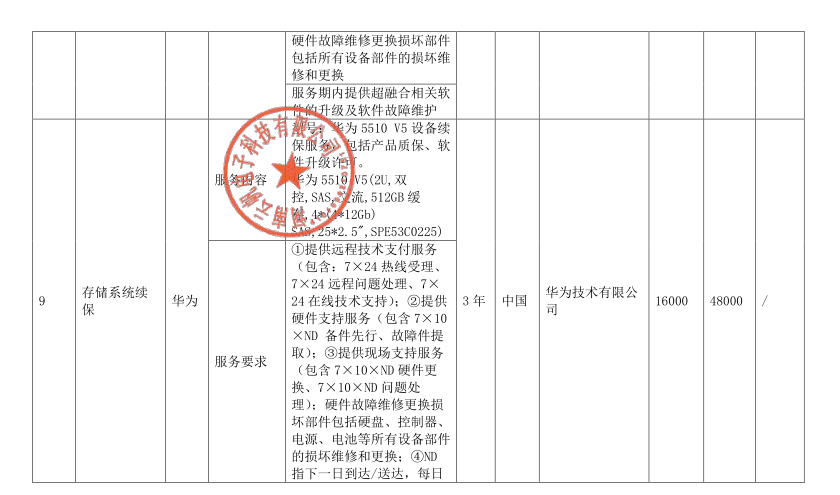 硬件故障维修更换损坏部件
包括所有设备部件的损坏维
修和更换
服务期内提供超融合相关软
件的升级及软件故障维护
9
存储系统续
保
华为
服务内容
型号：华为 5510 V5 设备续
保服务，包括产品质保、软
件升级许可。
华为 5510 V5(2U,双
控,SAS,交流,512GB 缓
存,4*(4*12Gb)
SAS,25*2.5",SPE53C0225)
服务要求
①提供远程技术支付服务
（包含：7×24 热线受理、
7×24 远程问题处理、7×
24 在线技术支持）；②提供
硬件支持服务（包含 7×10
×ND 备件先行、故障件提
取）；③提供现场支持服务
（包含 7×10×ND 硬件更
换、7×10×ND 问题处
理）；硬件故障维修更换损
坏部件包括硬盘、控制器、
电源、电池等所有设备部件
的损坏维修和更换；④ND
指下一日到达/送达，每日
3 年
中国
华为技术有限公
司
16000
48000
/